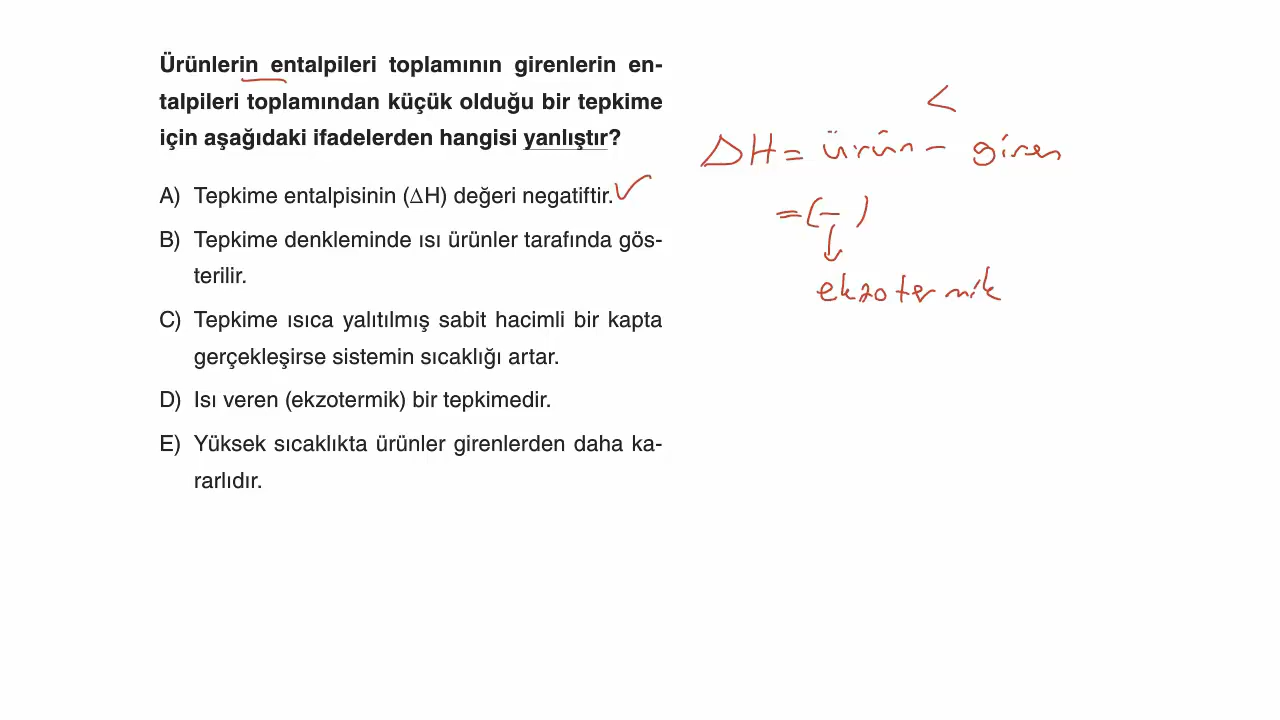 Ürünlerin entalpileri toplamının girenlerin en-
talpileri toplamından küçük olduğu bir tepkime
için aşağıdaki ifadelerden hangisi yanlıştır?
A) Tepkime entalpisinin (ΔH) değeri negatiftir.✓
B) Tepkime denkleminde ısı ürünler tarafında gös-
terilir.
C) Tepkime ısıca yalıtılmış sabit hacimli bir kapta
gerçekleşirse sistemin sıcaklığı artar.
D) Isı veren (ekzotermik) bir tepkimedir.
E) Yüksek sıcaklıkta ürünler girenlerden daha ka-
rarlıdır.
<
ΔH = ürün - giren
= (-)
↓
ekzotermik